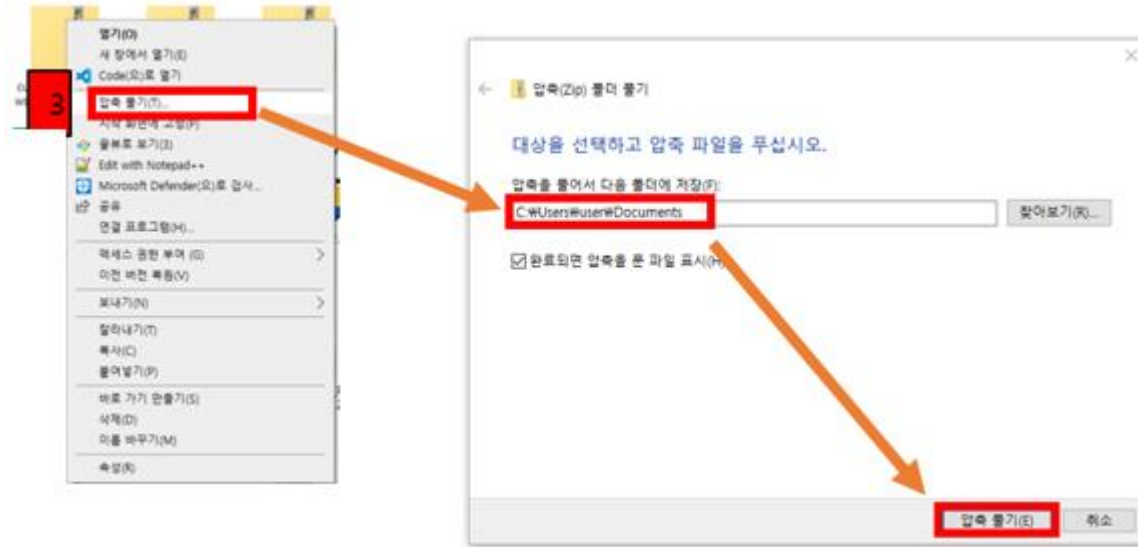 열기(O)
새 창에서 열기(E)
Code(으)로 열기
3
압축 풀기(T)...
시작 화면에 고정(P)
Edit with Notepad++
Microsoft Defender(으)로 검사...
공유
연결 프로그램(H)...
액세스 권한 부여 (G)
이전 버전 복원(V)
보내기(N)
잘라내기(T)
복사(C)
붙여넣기(P)
바로 가기 만들기(S)
삭제(D)
이름 바꾸기(M)
속성(R)
압축(Zip) 폴더 풀기
대상을 선택하고 압축 파일을 푸십시오.
압축을 풀어서 다음 폴더에 저장(F):
C:₩Users₩user₩Documents
찾아보기(R)...
완료되면 압축을 푼 파일 표시(H)
압축 풀기(E)
취소